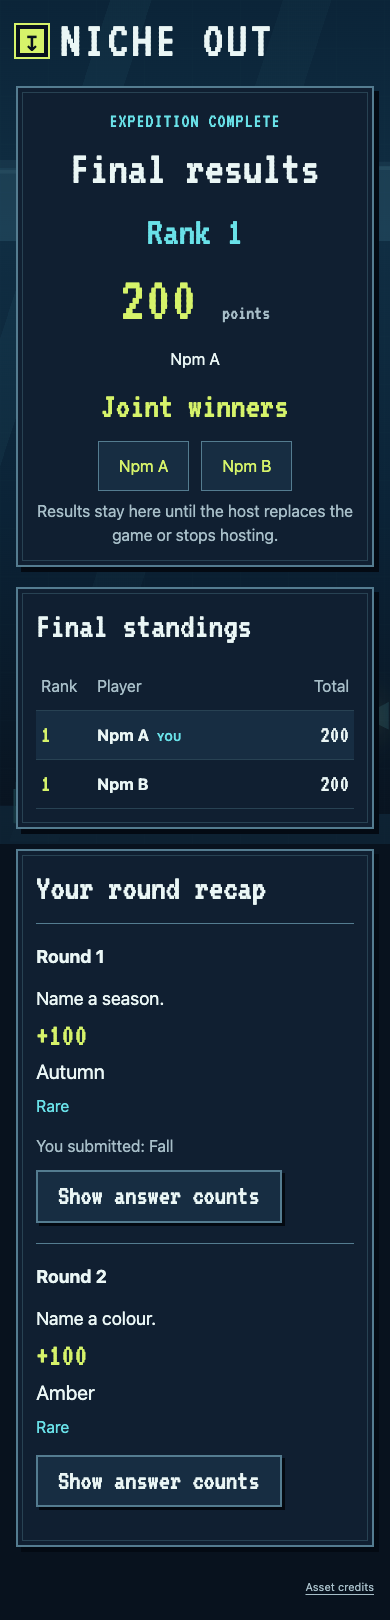 NICHE OUT
EXPEDITION COMPLETE
Final results
Rank 1
200 points
Npm A
Joint winners
Npm A Npm B
Results stay here until the host replaces the
game or stops hosting.
Final standings
Rank Player Total
1 Npm A YOU 200
1 Npm B 200
Your round recap
Round 1
Name a season.
+100
Autumn
Rare
You submitted: Fall
Show answer counts
Round 2
Name a colour.
+100
Amber
Rare
Show answer counts
Asset credits